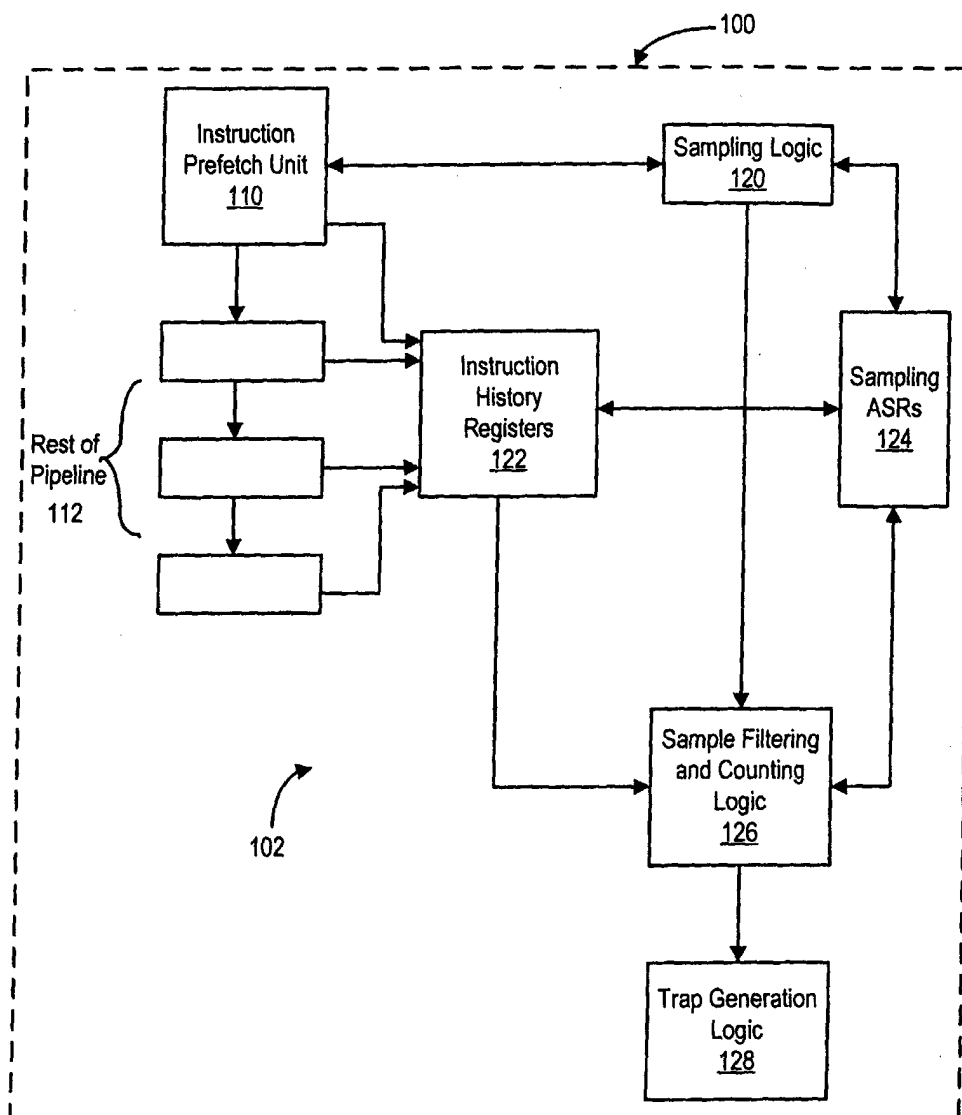 100
Instruction
Prefetch Unit
110
Sampling Logic
120
Instruction
History
Registers
122
Sampling
ASRs
124
Rest of
Pipeline
112
Sample Filtering
and Counting
Logic
126
102
Trap Generation
Logic
128